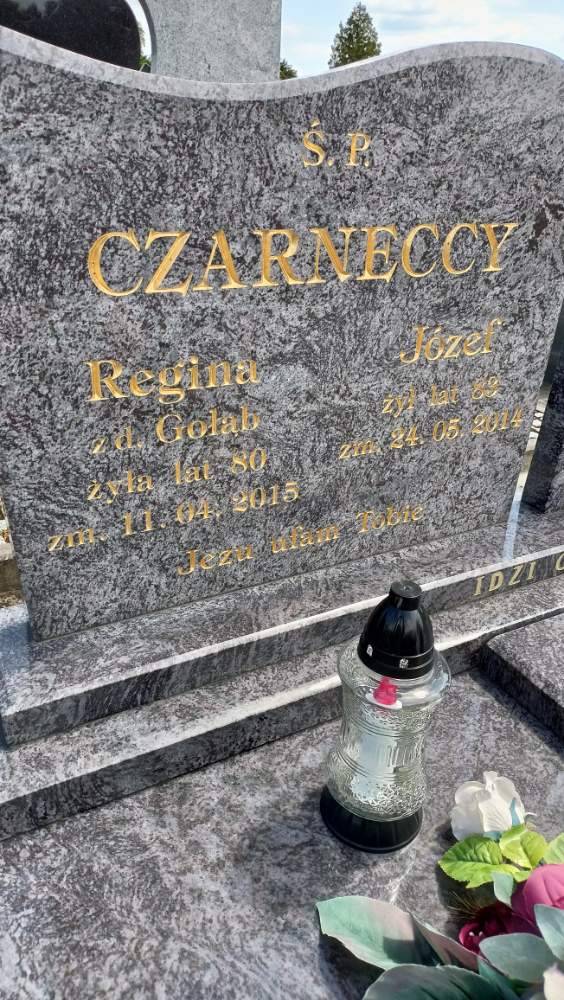 Ś. P.
CZARNECCY
Regina
z d. Gołąb
żyła lat 80
zm. 11. 04. 2015
Józef
żył lat 82
zm. 24. 05. 2014
Jezu ufam Tobie
IDZI